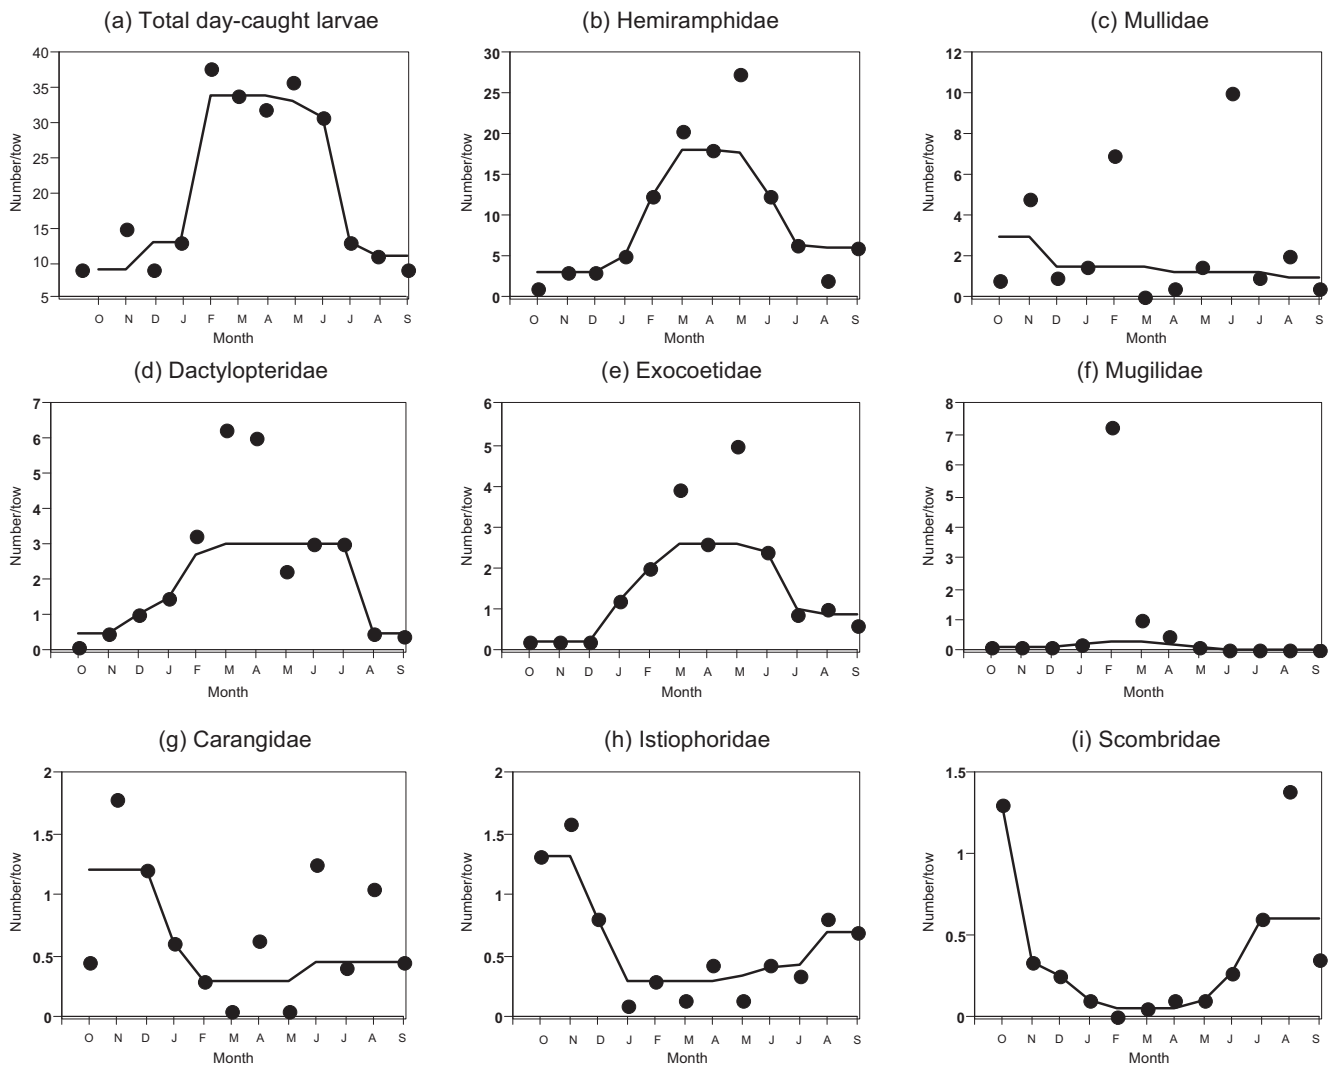 (a) Total day-caught larvae
40
35
30
25
20
15
10
5
Number/tow
O N D J F M A M J J A S
Month
(b) Hemiramphidae
30
25
20
15
10
5
0
Number/tow
O N D J F M A M J J A S
Month
(c) Mullidae
12
10
8
6
4
2
0
Number/tow
O N D J F M A M J J A S
Month
(d) Dactylopteridae
7
6
5
4
3
2
1
0
Number/tow
O N D J F M A M J J A S
Month
(e) Exocoetidae
6
5
4
3
2
1
0
Number/tow
O N D J F M A M J J A S
Month
(f) Mugilidae
8
7
6
5
4
3
2
1
0
Number/tow
O N D J F M A M J J A S
Month
(g) Carangidae
2
1.5
1
0.5
0
Number/tow
O N D J F M A M J J A S
Month
(h) Istiophoridae
2
1.5
1
0.5
0
Number/tow
O N D J F M A M J J A S
Month
(i) Scombridae
1.5
1
0.5
0
Number/tow
O N D J F M A M J J A S
Month